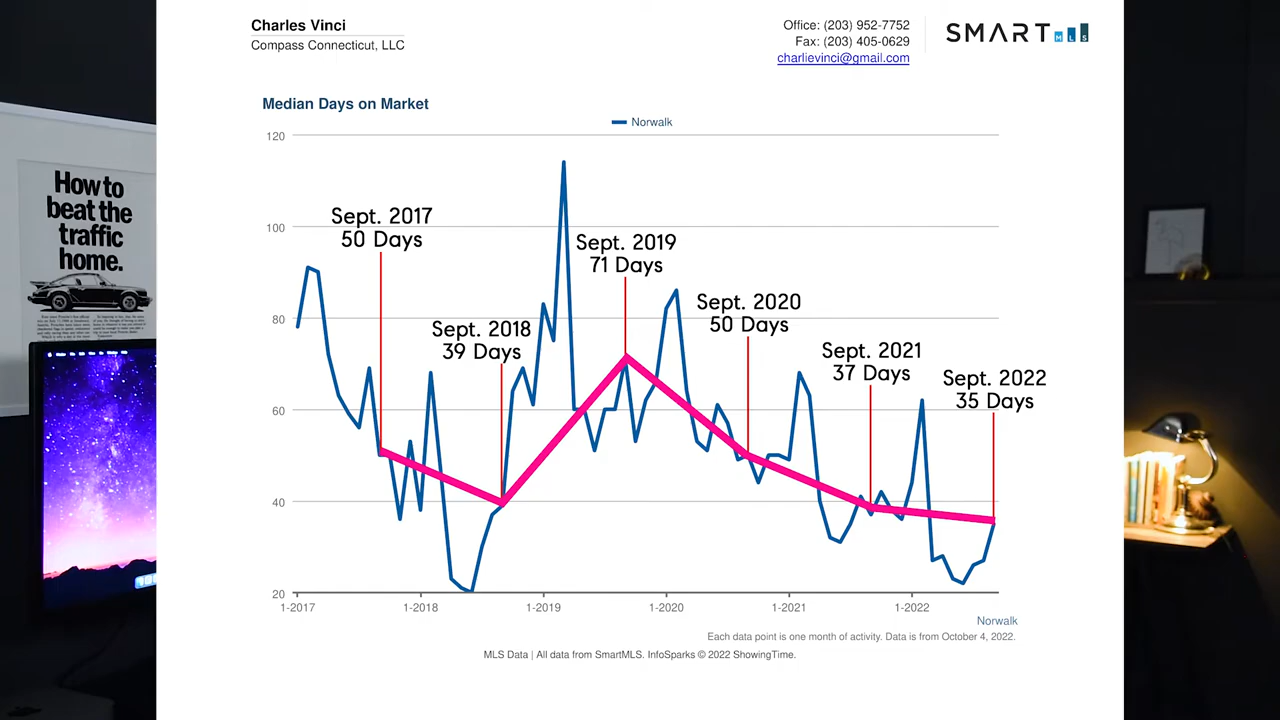 Charles Vinci
Compass Connecticut, LLC
Office: (203) 952-7752
Fax: (203) 405-0629
charlievinci@gmail.com
SMART MLS
Median Days on Market
Norwalk
120
100
80
60
40
20
Sept. 2017
50 Days
Sept. 2018
39 Days
Sept. 2019
71 Days
Sept. 2020
50 Days
Sept. 2021
37 Days
Sept. 2022
35 Days
1-2017
1-2018
1-2019
1-2020
1-2021
1-2022
Norwalk
Each data point is one month of activity. Data is from October 4, 2022.
MLS Data | All data from SmartMLS. InfoSparks © 2022 ShowingTime.
How to
beat the
traffic
home.